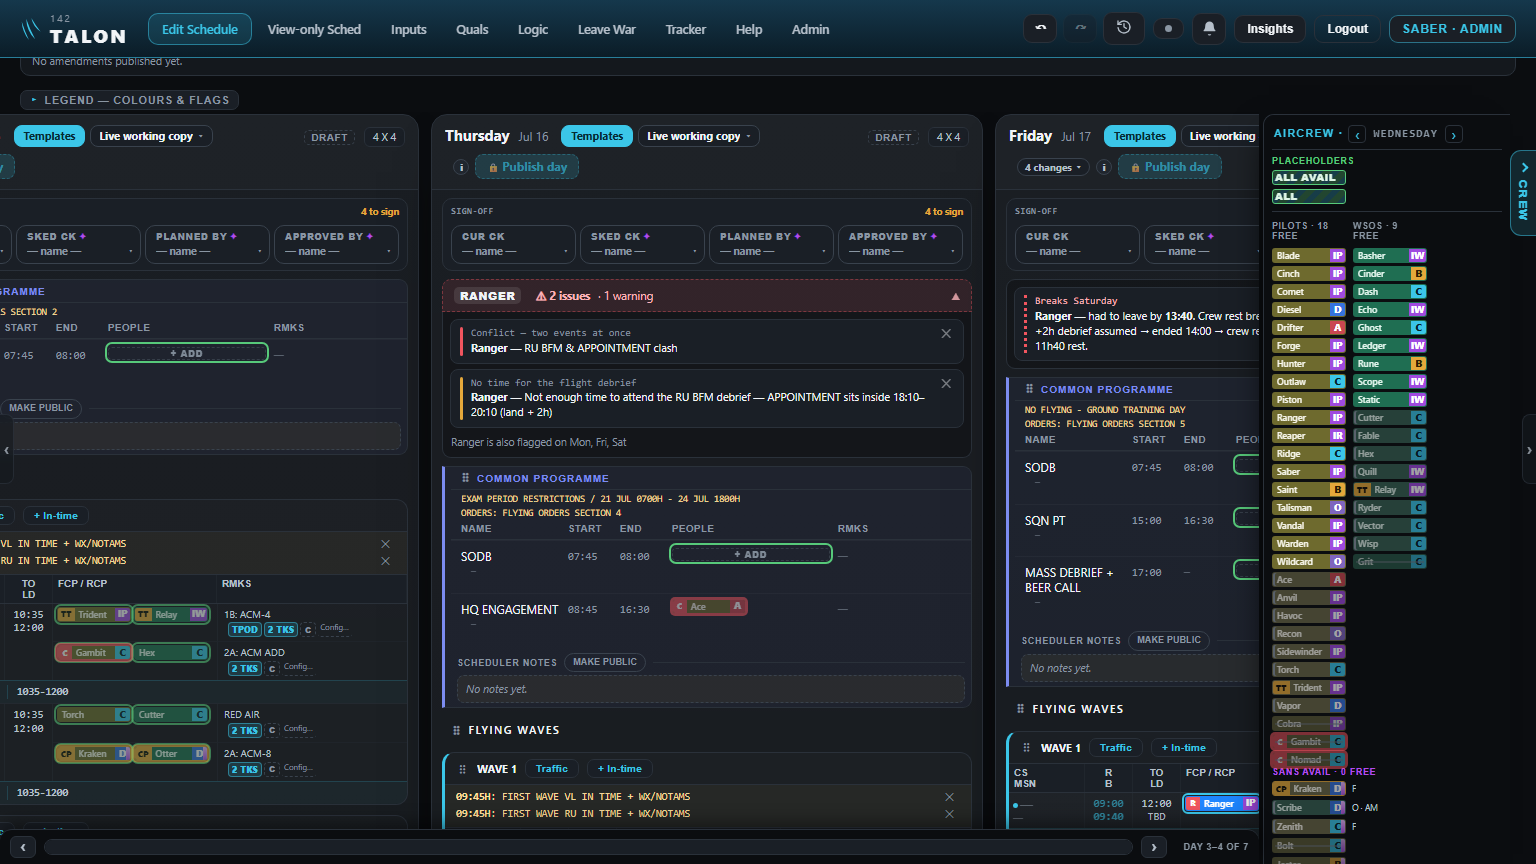 142
TALON
Edit Schedule
View-only Sched
Inputs
Quals
Logic
Leave War
Tracker
Help
Admin
Insights
Logout
SABER · ADMIN
No amendments published yet.
LEGEND — COLOURS & FLAGS
Templates
Live working copy
DRAFT
4 X 4
4 to sign
SKED CK
— name —
PLANNED BY
— name —
APPROVED BY
— name —
START
END
PEOPLE
RMKS
07:45
08:00
+ ADD
—
MAKE PUBLIC
+ In-time
VL IN TIME + WX/NOTAMS
RU IN TIME + WX/NOTAMS
TO
LD
FCP / RCP
RMKS
10:35
12:00
TT Trident IP
TT Relay IW
1B: ACM-4
TPOD 2 TKS C Config...
C Gambit C
Hex C
2A: ACM ADD
2 TKS C Config...
1035-1200
10:35
12:00
Torch C
Cutter C
RED AIR
2 TKS C Config...
CP Kraken D
CP Otter D
2A: ACM-8
2 TKS C Config...
1035-1200
Thursday Jul 16
Templates
Live working copy
DRAFT
4 X 4
i
Publish day
SIGN-OFF
4 to sign
CUR CK
— name —
SKED CK
— name —
PLANNED BY
— name —
APPROVED BY
— name —
RANGER
2 issues · 1 warning
Conflict — two events at once
Ranger — RU BFM & APPOINTMENT clash
No time for the flight debrief
Ranger — Not enough time to attend the RU BFM debrief — APPOINTMENT sits inside 18:10–
20:10 (land + 2h)
Ranger is also flagged on Mon, Fri, Sat
COMMON PROGRAMME
EXAM PERIOD RESTRICTIONS / 21 JUL 0700H - 24 JUL 1800H
ORDERS: FLYING ORDERS SECTION 4
NAME
START
END
PEOPLE
RMKS
SODB
07:45
08:00
+ ADD
—
—
HQ ENGAGEMENT
08:45
16:30
C Ace A
—
—
SCHEDULER NOTES
MAKE PUBLIC
No notes yet.
FLYING WAVES
WAVE 1
Traffic
+ In-time
09:45H: FIRST WAVE VL IN TIME + WX/NOTAMS
09:45H: FIRST WAVE RU IN TIME + WX/NOTAMS
Friday Jul 17
Templates
Live working
4 changes
i
Publish day
SIGN-OFF
CUR CK
— name —
SKED CK
— name —
Breaks Saturday
Ranger — had to leave by 13:40. Crew rest bre
+2h debrief assumed → ended 14:00 → crew re
11h40 rest.
COMMON PROGRAMME
NO FLYING - GROUND TRAINING DAY
ORDERS: FLYING ORDERS SECTION 5
NAME
START
END
SODB
07:45
08:00
—
SQN PT
15:00
16:30
—
MASS DEBRIEF +
BEER CALL
17:00
—
—
SCHEDULER NOTES
MAKE PUBLIC
No notes yet.
FLYING WAVES
WAVE 1
Traffic
+ In-time
CS
MSN
R
B
TO
LD
FCP / RCP
—
—
09:00
09:40
12:00
TBD
R Ranger IP
AIRCREW ·
WEDNESDAY
PLACEHOLDERS
ALL AVAIL
ALL
PILOTS · 18
FREE
WSOS · 9
FREE
Blade IP
Basher IW
Cinch IP
Cinder B
Comet IP
Dash C
Diesel D
Echo IW
Drifter A
Ghost C
Forge IP
Ledger IW
Hunter IP
Rune B
Outlaw C
Scope IW
Piston IP
Static IW
Ranger IP
Cutter C
Reaper IR
Fable C
Ridge C
Hex C
Saber IP
Quill IW
Saint B
TT Relay IW
Talisman O
Ryder C
Vandal IP
Vector C
Warden IP
Wisp C
Wildcard O
Grit C
Ace A
Anvil IP
Havoc IP
Recon O
Sidewinder IP
Torch C
TT Trident IP
Vapor D
Cobra IP
C Gambit C
C Nomad C
SANS AVAIL · 0 FREE
CP Kraken D F
Scribe D O · AM
Zenith C F
Bolt C
CREW
DAY 3–4 OF 7